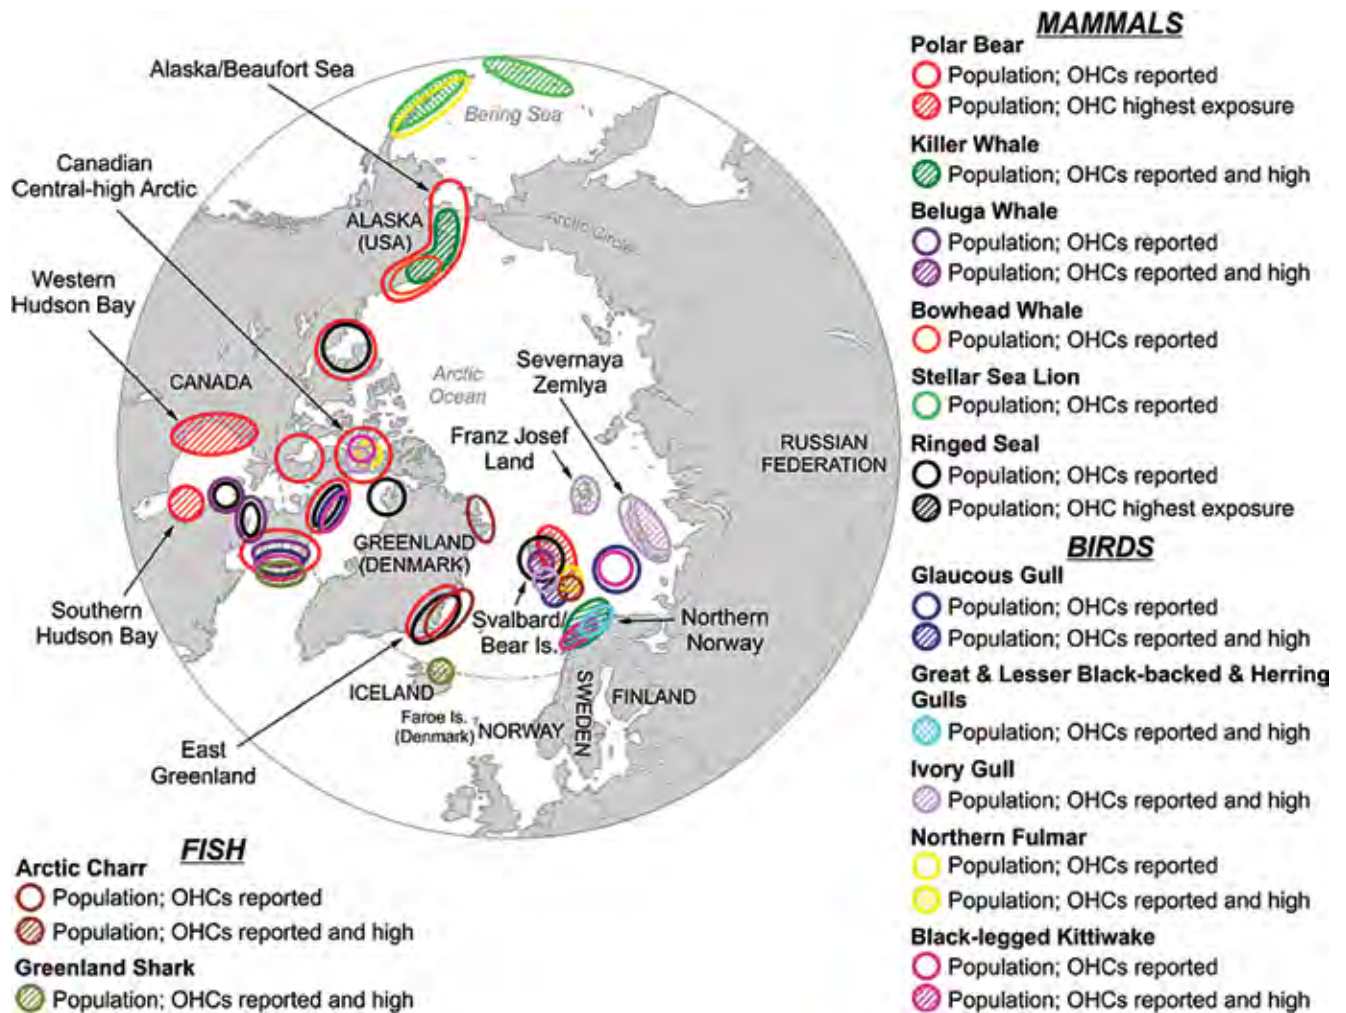 Alaska/Beaufort Sea
Bering Sea
Canadian
Central-high Arctic
ALASKA
(USA)
Arctic Circle
Western
Hudson Bay
CANADA
Arctic
Ocean
Severnaya
Zemlya
Franz Josef
Land
RUSSIAN
FEDERATION
GREENLAND
(DENMARK)
Southern
Hudson Bay
Svalbard/
Bear Is.
Northern
Norway
ICELAND
Faroe Is.
(Denmark)
NORWAY
SWEDEN
FINLAND
East
Greenland
MAMMALS
Polar Bear
Population; OHCs reported
Population; OHC highest exposure
Killer Whale
Population; OHCs reported and high
Beluga Whale
Population; OHCs reported
Population; OHCs reported and high
Bowhead Whale
Population; OHCs reported
Stellar Sea Lion
Population; OHCs reported
Ringed Seal
Population; OHCs reported
Population; OHC highest exposure
BIRDS
Glaucous Gull
Population; OHCs reported
Population; OHCs reported and high
Great & Lesser Black-backed & Herring
Gulls
Population; OHCs reported and high
Ivory Gull
Population; OHCs reported and high
Northern Fulmar
Population; OHCs reported
Population; OHCs reported and high
Black-legged Kittiwake
Population; OHCs reported
Population; OHCs reported and high
FISH
Arctic Charr
Population; OHCs reported
Population; OHCs reported and high
Greenland Shark
Population; OHCs reported and high